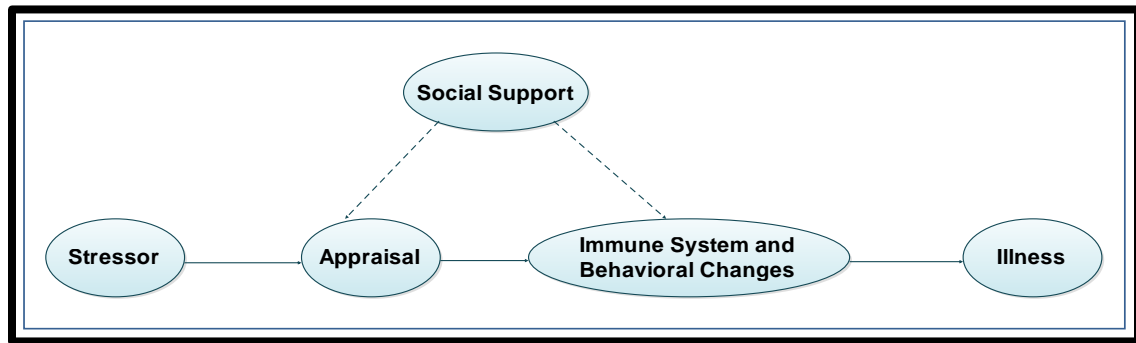 Social Support
Stressor
Appraisal
Immune System and
Behavioral Changes
Illness